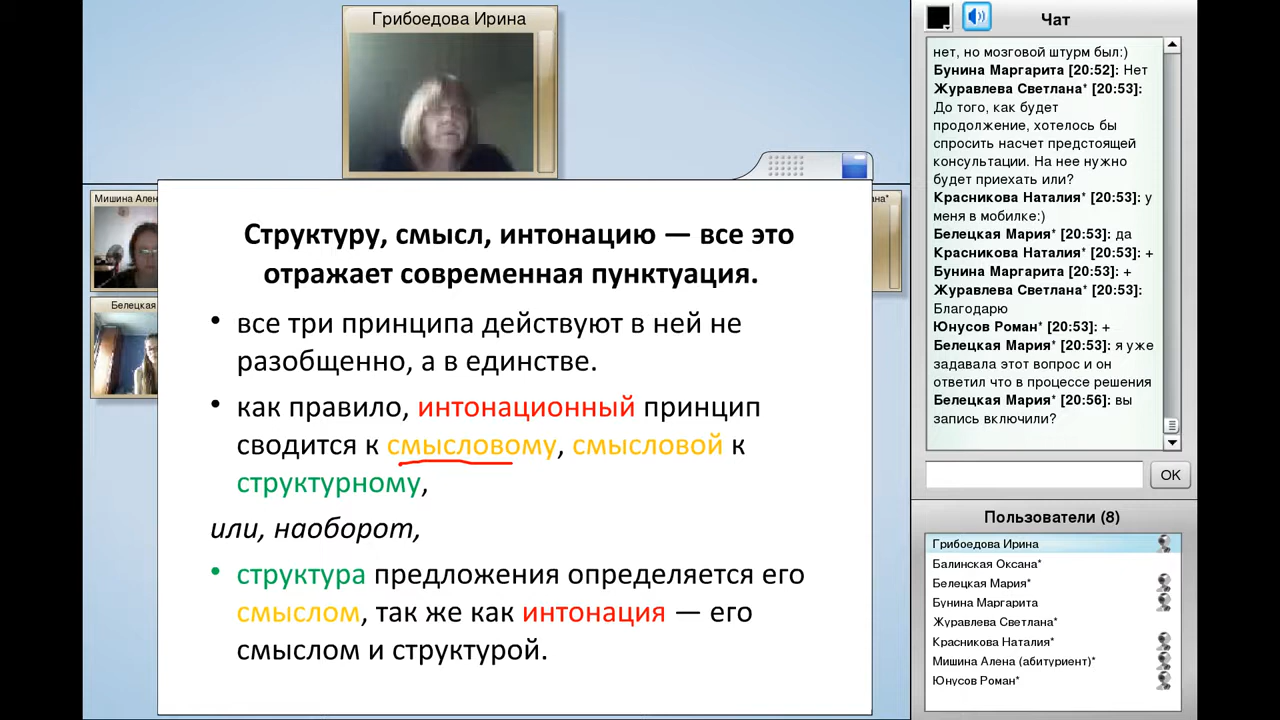 Грибоедова Ирина
Мишина Ален
ана*
Белецкая
Структуру, смысл, интонацию — все это
отражает современная пунктуация.
• все три принципа действуют в ней не
разобщенно, а в единстве.
• как правило, интонационный принцип
сводится к смысловому, смысловой к
структурному,
или, наоборот,
• структура предложения определяется его
смыслом, так же как интонация — его
смыслом и структурой.
Чат
нет, но мозговой штурм был:)
Бунина Маргарита [20:52]: Нет
Журавлева Светлана* [20:53]:
До того, как будет
продолжение, хотелось бы
спросить насчет предстоящей
консультации. На нее нужно
будет приехать или?
Красникова Наталия* [20:53]: у
меня в мобилке:)
Белецкая Мария* [20:53]: да
Красникова Наталия* [20:53]: +
Бунина Маргарита [20:53]: +
Журавлева Светлана* [20:53]:
Благодарю
Юнусов Роман* [20:53]: +
Белецкая Мария* [20:53]: я уже
задавала этот вопрос и он
ответил что в процессе решения
Белецкая Мария* [20:56]: вы
запись включили?
OK
Пользователи (8)
Грибоедова Ирина
Балинская Оксана*
Белецкая Мария*
Бунина Маргарита
Журавлева Светлана*
Красникова Наталия*
Мишина Алена (абитуриент)*
Юнусов Роман*